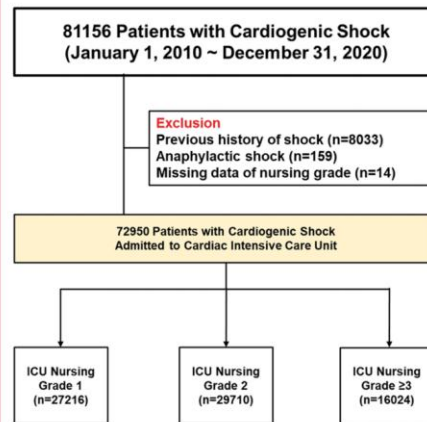 81156 Patients with Cardiogenic Shock
(January 1, 2010 ~ December 31, 2020)
Exclusion
Previous history of shock (n=8033)
Anaphylactic shock (n=159)
Missing data of nursing grade (n=14)
72950 Patients with Cardiogenic Shock
Admitted to Cardiac Intensive Care Unit
ICU Nursing
Grade 1
(n=27216)
ICU Nursing
Grade 2
(n=29710)
ICU Nursing
Grade ≥3
(n=16024)